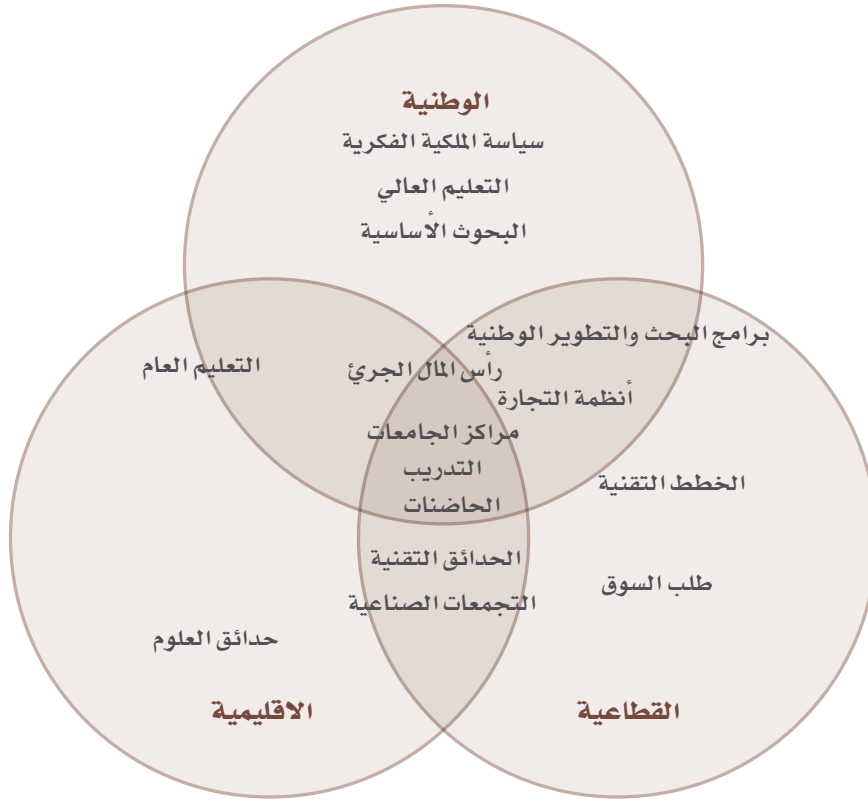 الوطنية
سياسة الملكية الفكرية
التعليم العالي
البحوث الأساسية
برامج البحث والتطوير الوطنية
رأس المال الجرئ
التعليم العام
أنظمة التجارة
مراكز الجامعات
التدريب
الخطط التقنية
الحاضنات
الحدائق التقنية
طلب السوق
التجمعات الصناعية
حدائق العلوم
القطاعية
الاقليمية